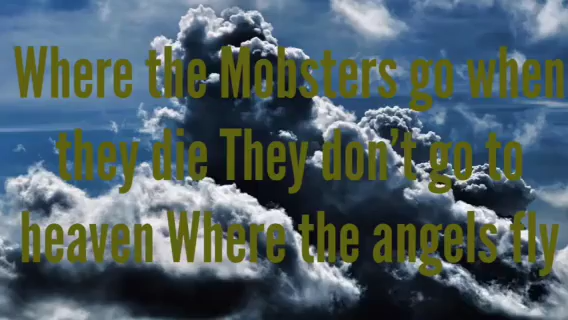 Where the Mobsters go when
they die They don't go to
heaven Where the angels fly